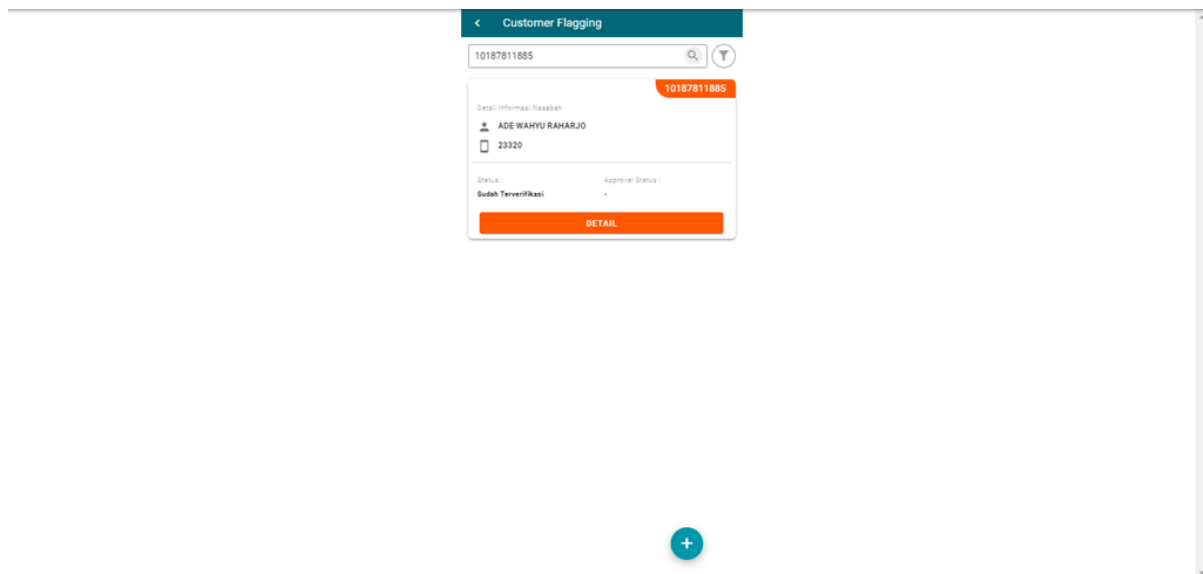 Customer Flagging
10187811885
10187811885
Detail Informasi Nasabah
ADE WAHYU RAHARJO
23320
Status : Approval Status :
Sudah Terverifikasi -
DETAIL
+